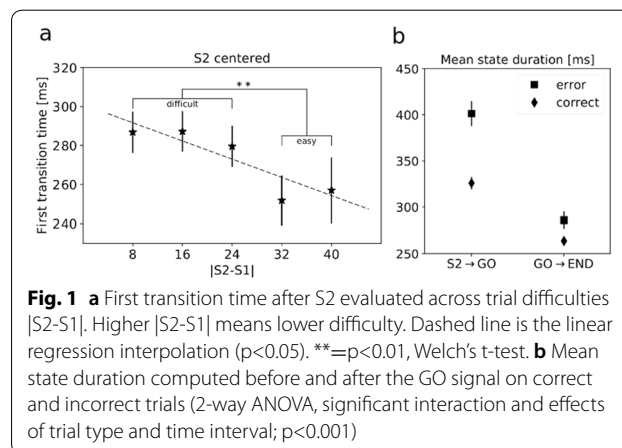 a
S2 centered
First transition time [ms]
320
300
280
260
240
difficult
**
easy
8 16 24 32 40
|S2-S1|
b
Mean state duration [ms]
450
400
350
300
250
error
correct
S2→GO GO→END
Fig. 1 a First transition time after S2 evaluated across trial difficulties
|S2-S1|. Higher |S2-S1| means lower difficulty. Dashed line is the linear
regression interpolation (p<0.05). **=p<0.01, Welch's t-test. b Mean
state duration computed before and after the GO signal on correct
and incorrect trials (2-way ANOVA, significant interaction and effects
of trial type and time interval; p<0.001)